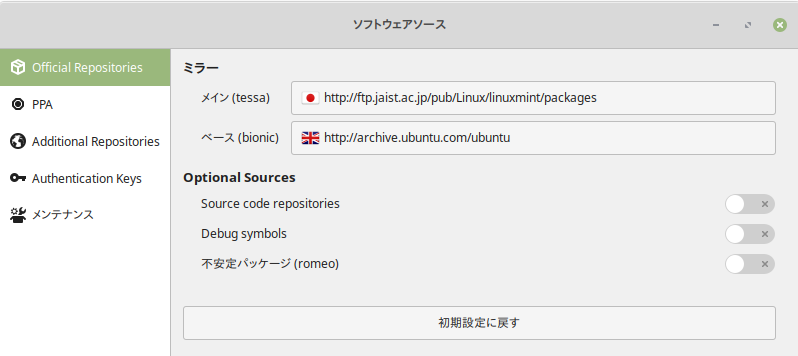 ソフトウェアソース
Official Repositories
PPA
Additional Repositories
Authentication Keys
メンテナンス
ミラー
メイン (tessa)
http://ftp.jaist.ac.jp/pub/Linux/linuxmint/packages
ベース (bionic)
http://archive.ubuntu.com/ubuntu
Optional Sources
Source code repositories
Debug symbols
不安定パッケージ (romeo)
初期設定に戻す